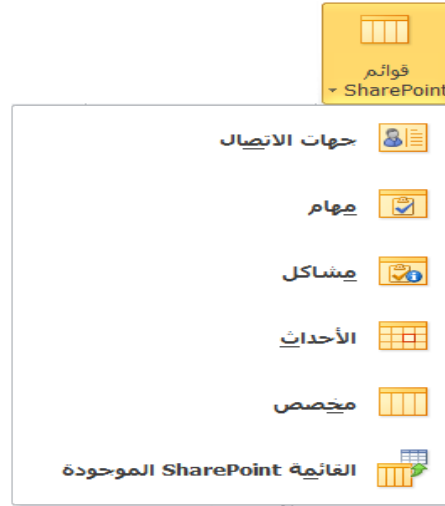 قوائم
SharePoint
جهات الاتصال
مهام
مشاكل
الأحداث
مخصص
القائمة SharePoint الموجودة